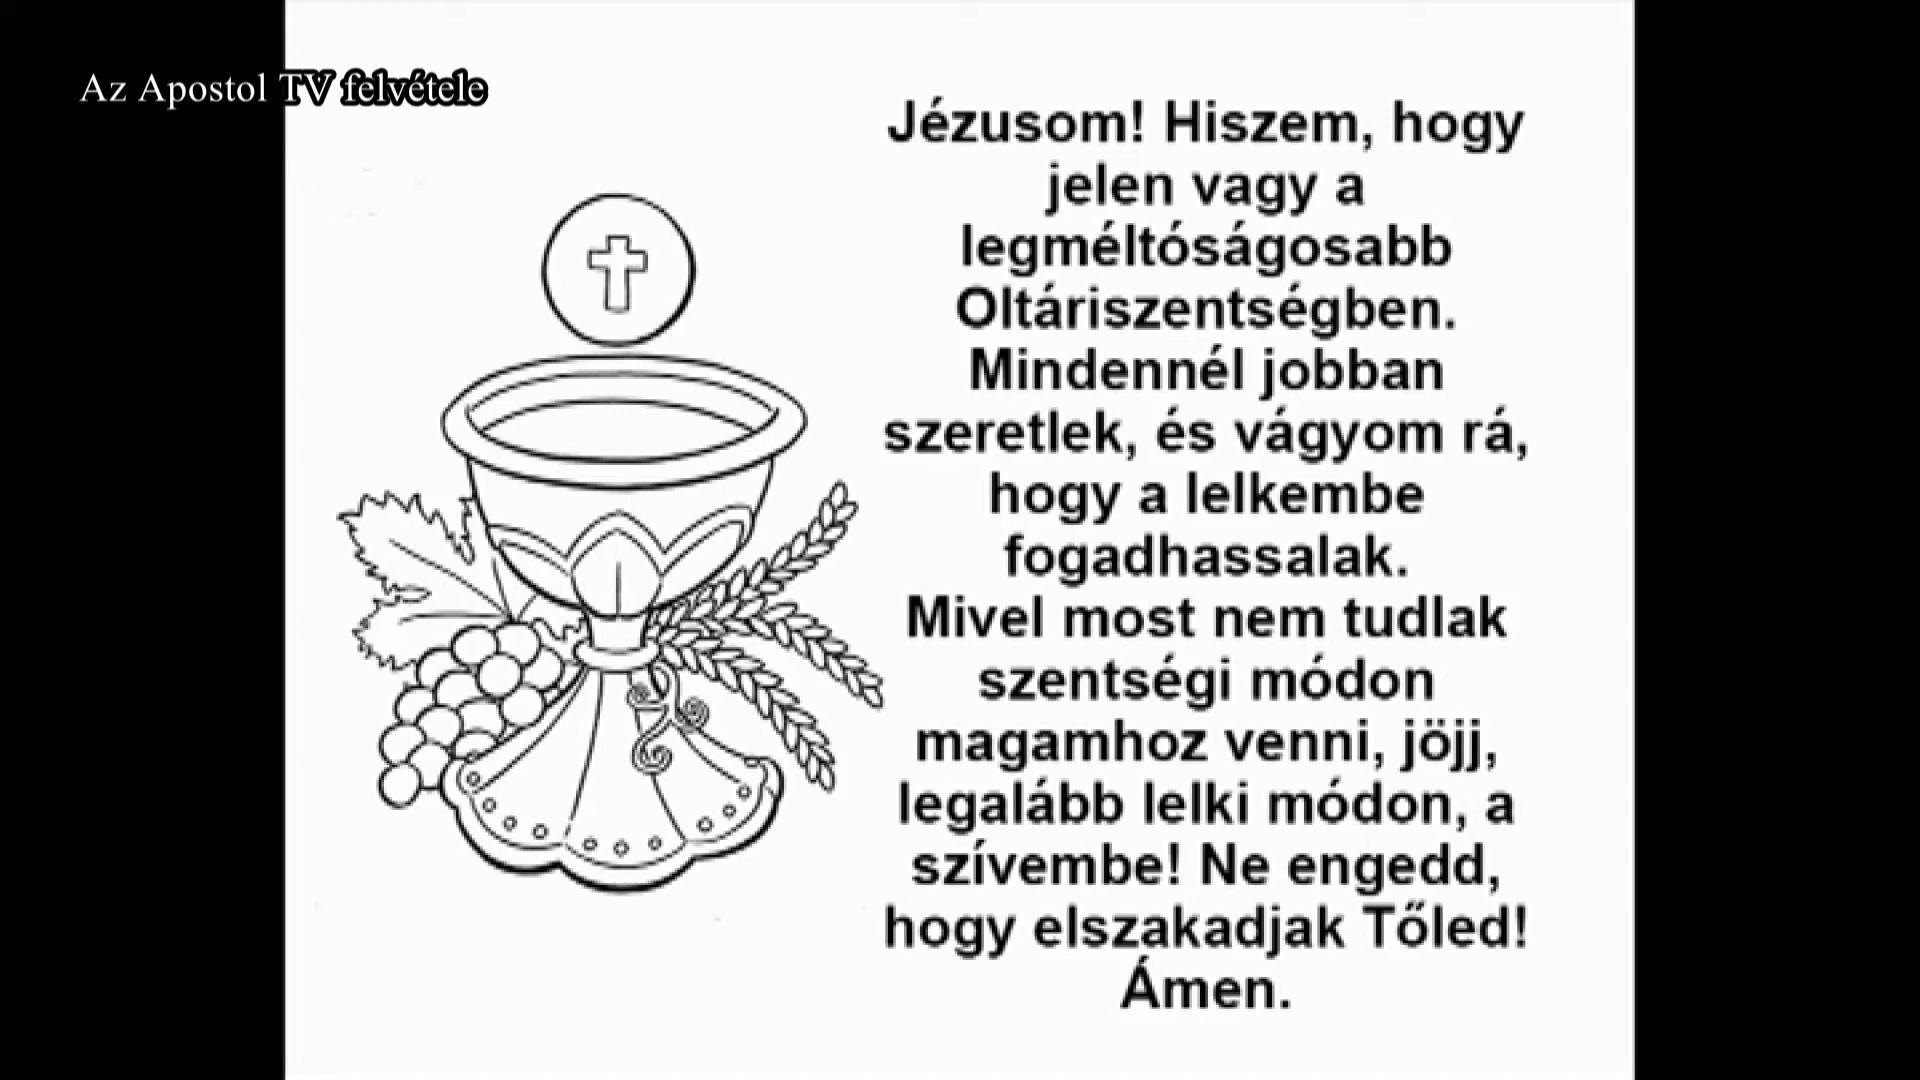 Az Apostol TV felvétele
Jézusom! Hiszem, hogy
jelen vagy a
legméltóságosabb
Oltáriszentségben.
Mindennél jobban
szeretlek, és vágyom rá,
hogy a lelkembe
fogadhassalak.
Mivel most nem tudlak
szentségi módon
magamhoz venni, jöjj,
legalább lelki módon, a
szívembe! Ne engedd,
hogy elszakadjak Tőled!
Ámen.